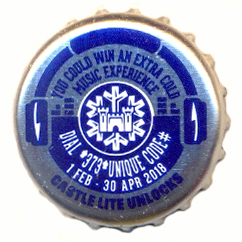 YOU COULD WIN AN EXTRA COLD
MUSIC EXPERIENCE
DIAL *373*UNIQUE CODE#
1 FEB - 30 APR 2018
CASTLE LITE UNLOCKS